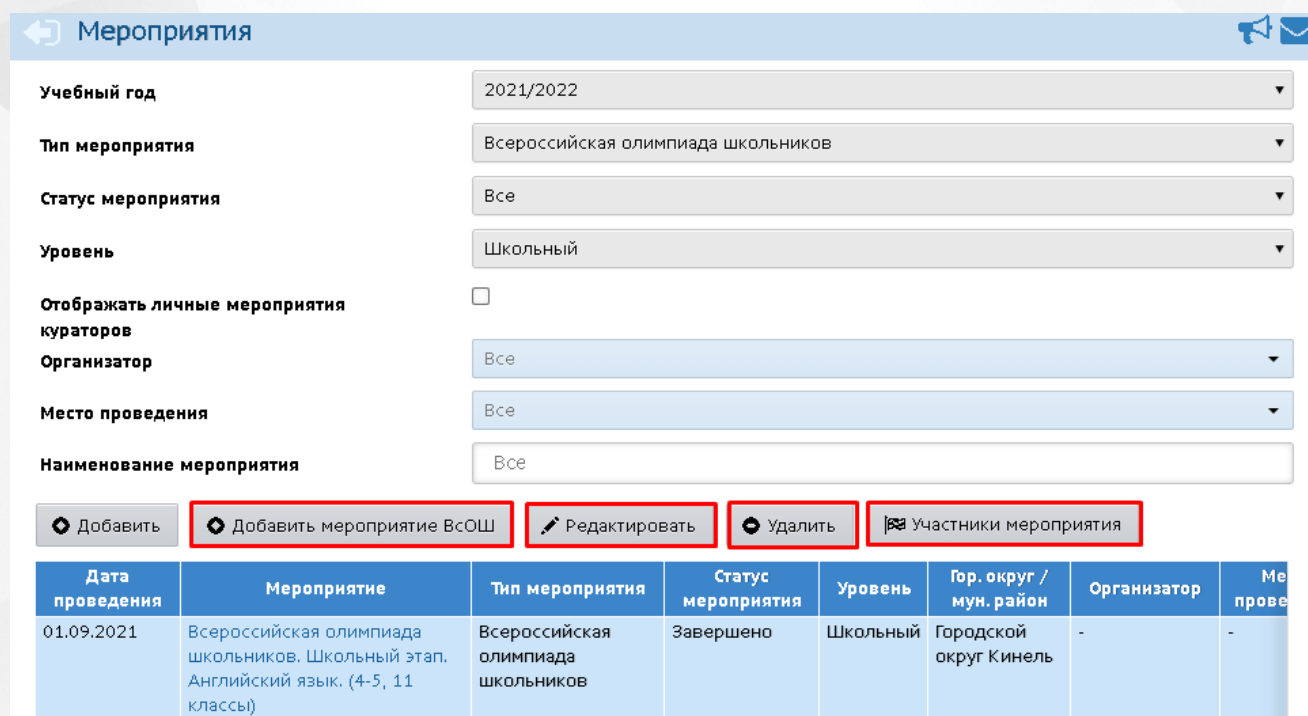 Мероприятия
Учебный год
2021/2022
Тип мероприятия
Всероссийская олимпиада школьников
Статус мероприятия
Все
Уровень
Школьный
Отображать личные мероприятия
кураторов
Организатор
Все
Место проведения
Все
Наименование мероприятия
Все
Добавить
Добавить мероприятие ВсОШ
Редактировать
Удалить
Участники мероприятия
Дата
проведения
Мероприятие
Тип мероприятия
Статус
мероприятия
Уровень
Гор. округ /
мун. район
Организатор
Ме
прове
01.09.2021
Всероссийская олимпиада
школьников. Школьный этап.
Английский язык. (4-5, 11
классы)
Всероссийская
олимпиада
школьников
Завершено
Школьный
Городской
округ Кинель
-
-